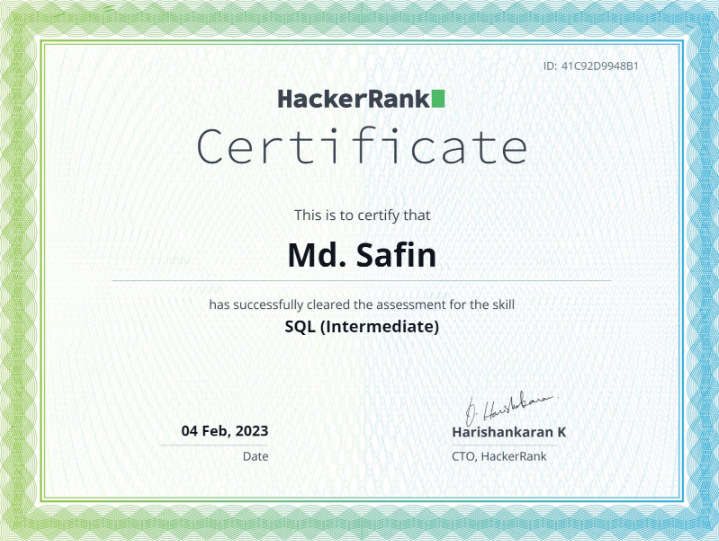 ID: 41C92D9948B1
HackerRank
Certificate
This is to certify that
Md. Safin
has successfully cleared the assessment for the skill
SQL (Intermediate)
04 Feb, 2023
Date
Harishankaran K
CTO, HackerRank